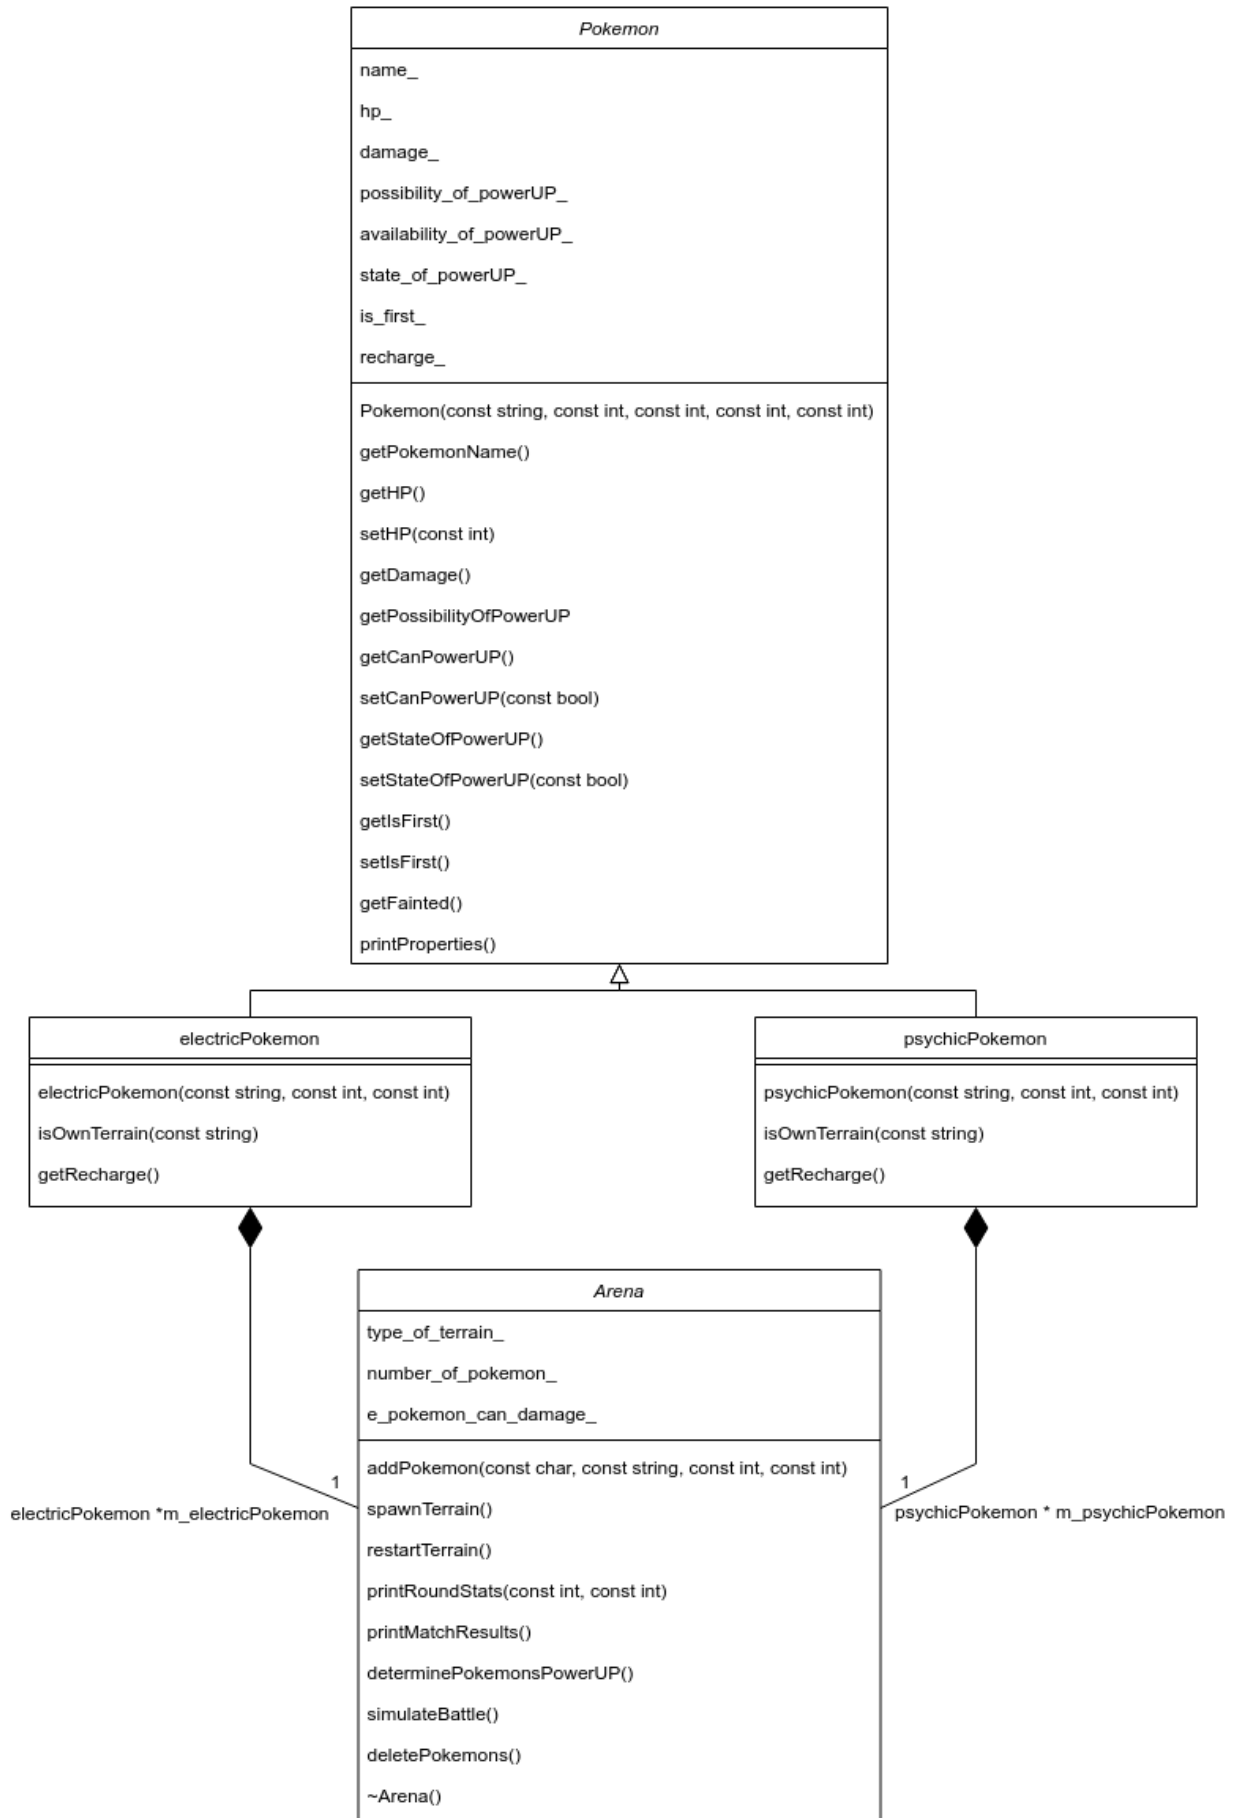 Pokemon
name_
hp_
damage_
possibility_of_powerUP_
availability_of_powerUP_
state_of_powerUP_
is_first_
recharge_
Pokemon(const string, const int, const int, const int, const int)
getPokemonName()
getHP()
setHP(const int)
getDamage()
getPossibilityOfPowerUP
getCanPowerUP()
setCanPowerUP(const bool)
getStateOfPowerUP()
setStateOfPowerUP(const bool)
getIsFirst()
setIsFirst()
getFainted()
printProperties()
electricPokemon
electricPokemon(const string, const int, const int)
isOwnTerrain(const string)
getRecharge()
psychicPokemon
psychicPokemon(const string, const int, const int)
isOwnTerrain(const string)
getRecharge()
1
electricPokemon *m_electricPokemon
1
psychicPokemon * m_psychicPokemon
Arena
type_of_terrain_
number_of_pokemon_
e_pokemon_can_damage_
addPokemon(const char, const string, const int, const int)
spawnTerrain()
restartTerrain()
printRoundStats(const int, const int)
printMatchResults()
determinePokemonsPowerUP()
simulateBattle()
deletePokemons()
~Arena()